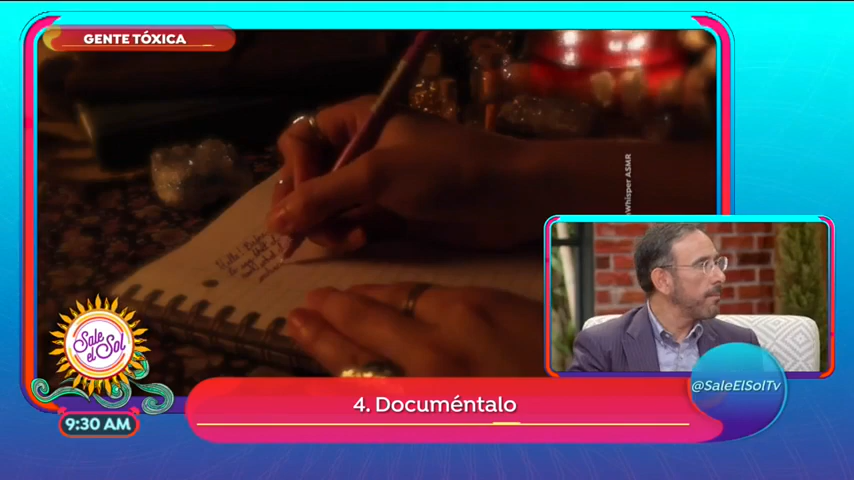 GENTE TÓXICA
Whisper ASMR
Sale
el Sol
@SaleElSolTv
4. Documéntalo
9:30 AM